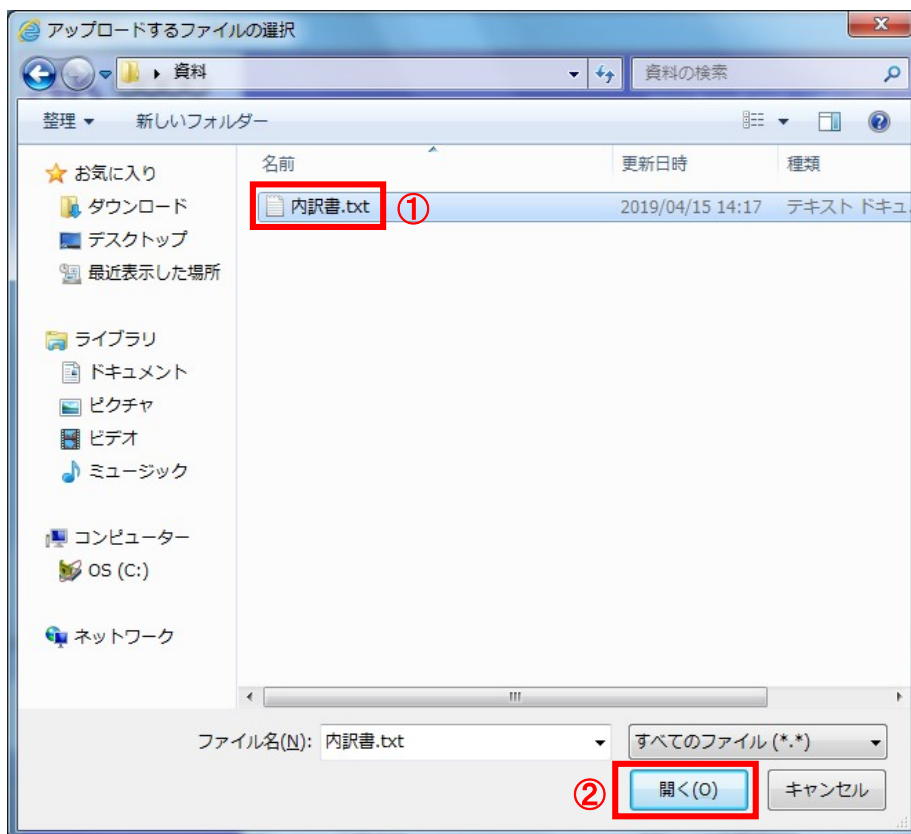 アップロードするファイルの選択
資料
資料の検索
整理
新しいフォルダー
名前
更新日時
種類
お気に入り
ダウンロード
デスクトップ
最近表示した場所
ライブラリ
ドキュメント
ピクチャ
ビデオ
ミュージック
コンピューター
OS (C:)
ネットワーク
内訳書.txt ①
2019/04/15 14:17
テキスト ドキュ
ファイル名(N): 内訳書.txt
すべてのファイル (*.*)
② 開く(O)
キャンセル